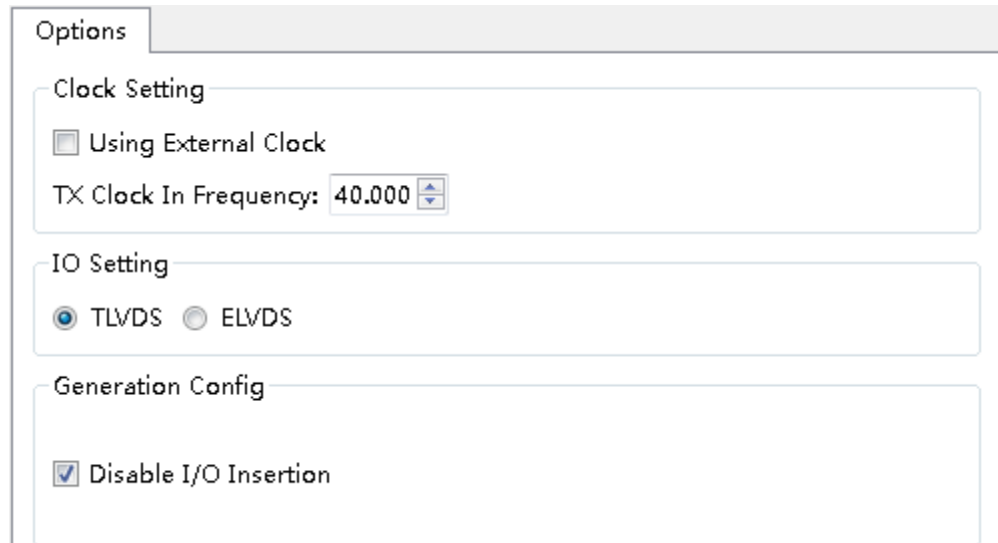 Options
Clock Setting
Using External Clock
TX Clock In Frequency: 40.000
IO Setting
TLVDS ELVDS
Generation Config
Disable I/O Insertion